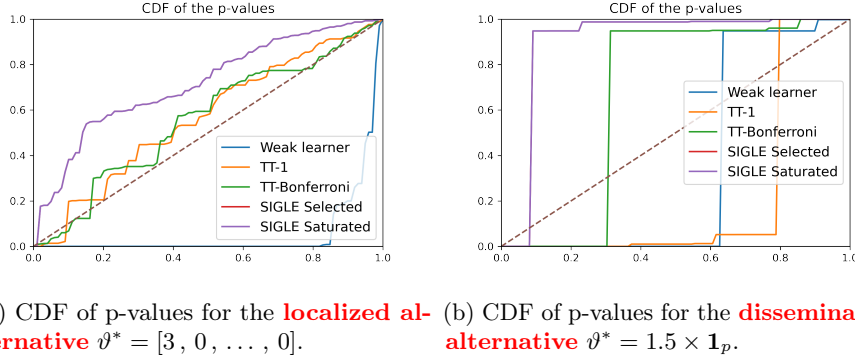 CDF of the p-values
1.0
0.8
0.6
0.4
0.2
0.0
0.0 0.2 0.4 0.6 0.8 1.0
Weak learner
TT-1
TT-Bonferroni
SIGLE Selected
SIGLE Saturated
CDF of the p-values
1.0
0.8
0.6
0.4
0.2
0.0
0.0 0.2 0.4 0.6 0.8 1.0
Weak learner
TT-1
TT-Bonferroni
SIGLE Selected
SIGLE Saturated
) CDF of p-values for the localized al-
ernative ϑ* = [3, 0, ..., 0].
(b) CDF of p-values for the dissemina
alternative ϑ* = 1.5 × 1ₚ.